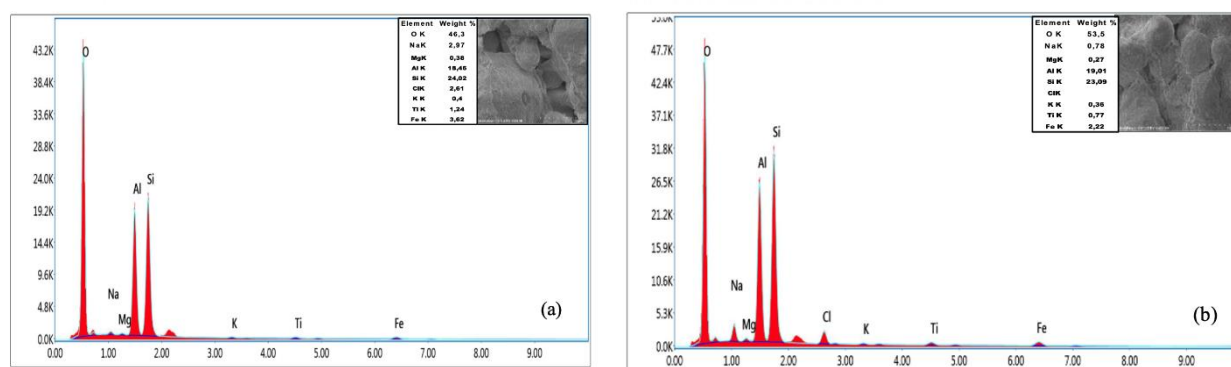 Element Weight %
O K 46,3
NaK 2,97
MgK 0,38
Al K 18,45
Si K 24,02
ClK 2,61
K K 0,4
Ti K 1,24
Fe K 3,62
43.2K
38.4K
33.6K
28.8K
24.0K
19.2K
14.4K
9.6K
4.8K
0.0K
O
Al
Si
Na
Mg
K
Ti
Fe
(a)
0.00 1.00 2.00 3.00 4.00 5.00 6.00 7.00 8.00 9.00
Element Weight %
O K 53,5
NaK 0,78
MgK 0,27
Al K 19,01
Si K 23,09
ClK
K K 0,36
Ti K 0,77
Fe K 2,22
53.0K
47.7K
42.4K
37.1K
31.8K
26.5K
21.2K
15.9K
10.6K
5.3K
0.0K
O
Si
Al
Na
Mg
Cl
K
Ti
Fe
(b)
0.00 1.00 2.00 3.00 4.00 5.00 6.00 7.00 8.00 9.00